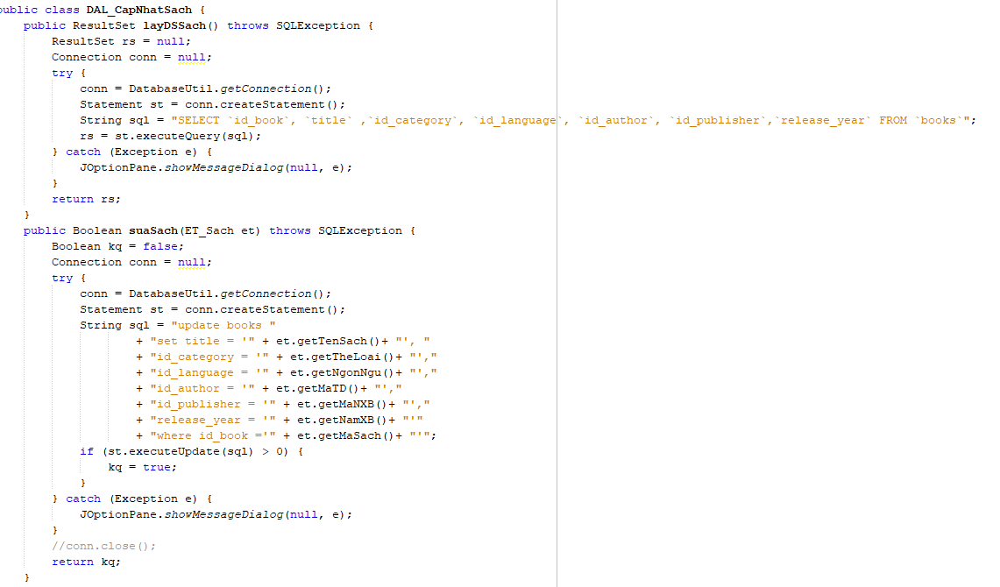 public class DAL_CapNhatSach {
    public ResultSet layDSSach() throws SQLException {
        ResultSet rs = null;
        Connection conn = null;
        try {
            conn = DatabaseUtil.getConnection();
            Statement st = conn.createStatement();
            String sql = "SELECT `id_book`, `title` ,`id_category`, `id_language`, `id_author`, `id_publisher`,`release_year` FROM `books`";
            rs = st.executeQuery(sql);
        } catch (Exception e) {
            JOptionPane.showMessageDialog(null, e);
        }
        return rs;
    }
    public Boolean suaSach(ET_Sach et) throws SQLException {
        Boolean kq = false;
        Connection conn = null;
        try {
            conn = DatabaseUtil.getConnection();
            Statement st = conn.createStatement();
            String sql = "update books "
                    + "set title = '" + et.getTenSach()+ "', "
                    + "id_category = '" + et.getTheLoai()+ "',"
                    + "id_language = '" + et.getNgonNgu()+ "',"
                    + "id_author = '" + et.getMaTD()+ "',"
                    + "id_publisher = '" + et.getMaNXB()+ "',"
                    + "release_year = '" + et.getNamXB()+ "'"
                    + "where id_book ='" + et.getMaSach()+ "'";
            if (st.executeUpdate(sql) > 0) {
                kq = true;
            }
        } catch (Exception e) {
            JOptionPane.showMessageDialog(null, e);
        }
        //conn.close();
        return kq;
    }